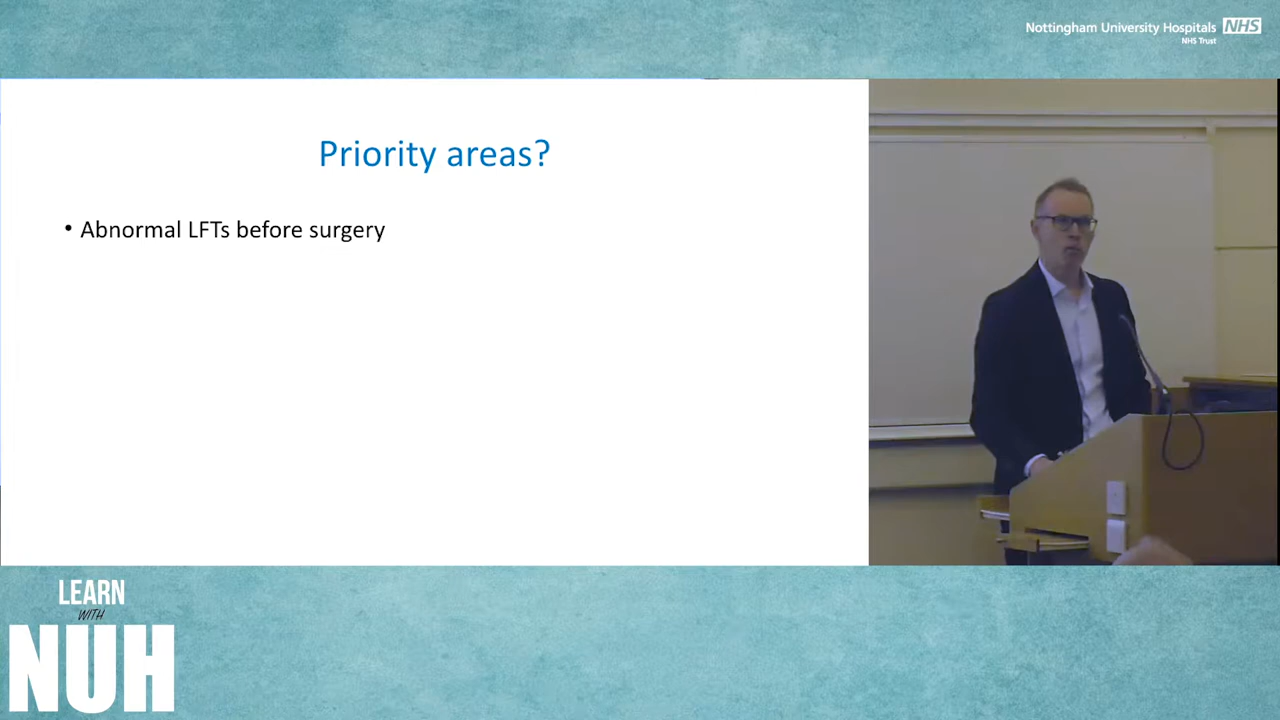 Nottingham University Hospitals NHS
NHS Trust
Priority areas?
• Abnormal LFTs before surgery
LEARN
WITH
NUH